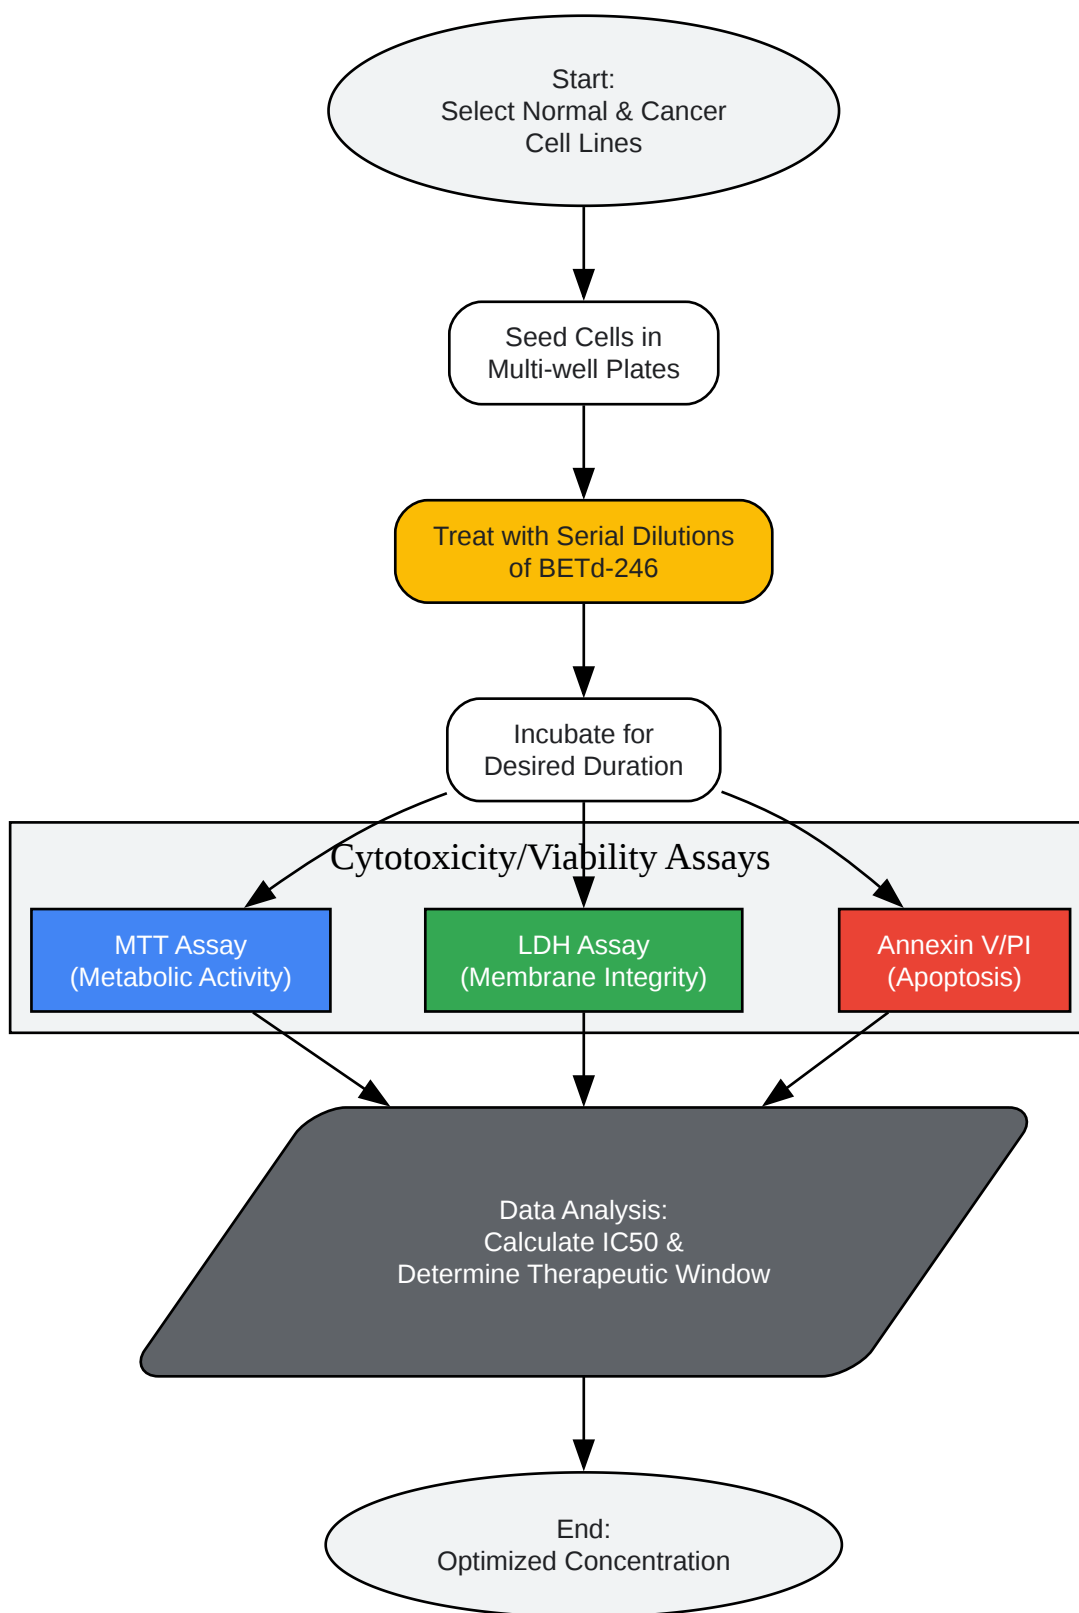 Start:
Select Normal & Cancer
Cell Lines
Seed Cells in
Multi-well Plates
Treat with Serial Dilutions
of BETd-246
Incubate for
Desired Duration
Cytotoxicity/Viability Assays
MTT Assay
(Metabolic Activity)
LDH Assay
(Membrane Integrity)
Annexin V/PI
(Apoptosis)
Data Analysis:
Calculate IC50 &
Determine Therapeutic Window
End:
Optimized Concentration